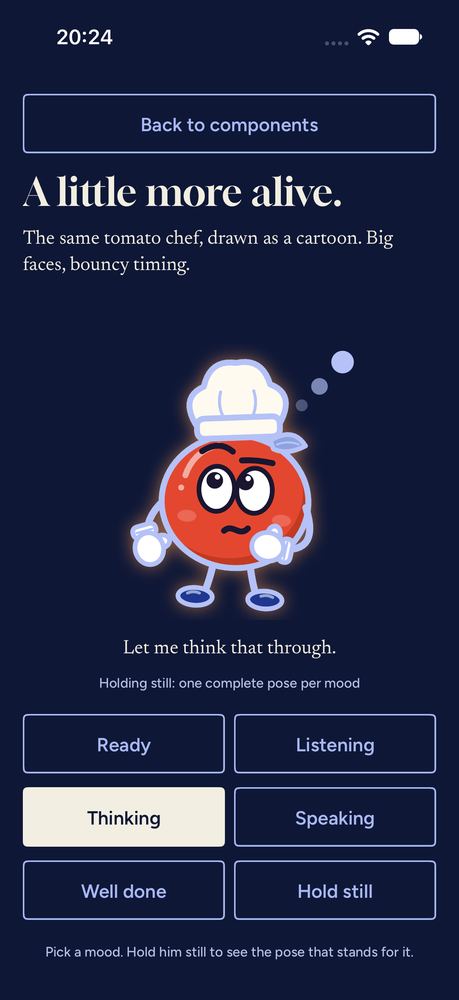 20:24
Back to components
A little more alive.
The same tomato chef, drawn as a cartoon. Big
faces, bouncy timing.
Let me think that through.
Holding still: one complete pose per mood
Ready
Listening
Thinking
Speaking
Well done
Hold still
Pick a mood. Hold him still to see the pose that stands for it.